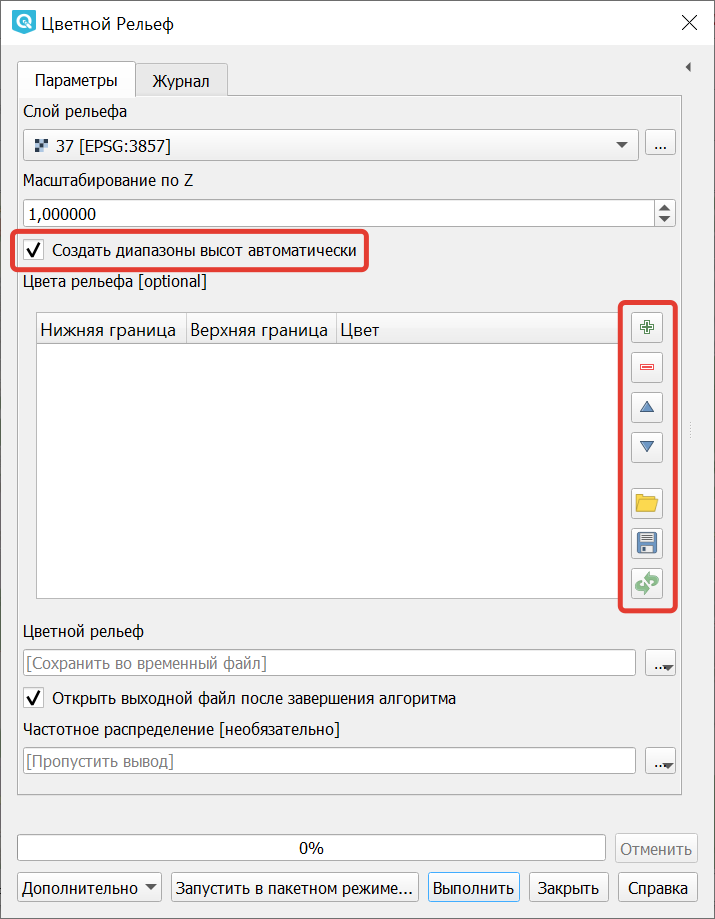 Цветной Рельеф
Параметры
Журнал
Слой рельефа
37 [EPSG:3857]
...
Масштабирование по Z
1,000000
Создать диапазоны высот автоматически
Цвета рельефа [optional]
Нижняя граница Верхняя граница Цвет
Цветной рельеф
[Сохранить во временный файл]
...
Открыть выходной файл после завершения алгоритма
Частотное распределение [необязательно]
[Пропустить вывод]
...
0%
Отменить
Дополнительно
Запустить в пакетном режиме...
Выполнить
Закрыть
Справка